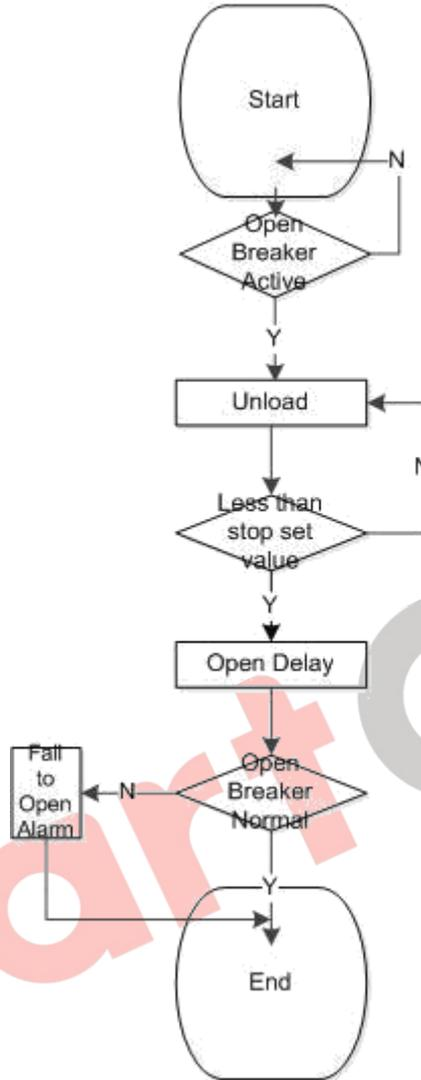 Start
N
Open
Breaker
Active
Y
Unload
N
Less than
stop set
value
Y
Open Delay
Open
Breaker
Normal
N
Fail
to
Open
Alarm
Y
End
art